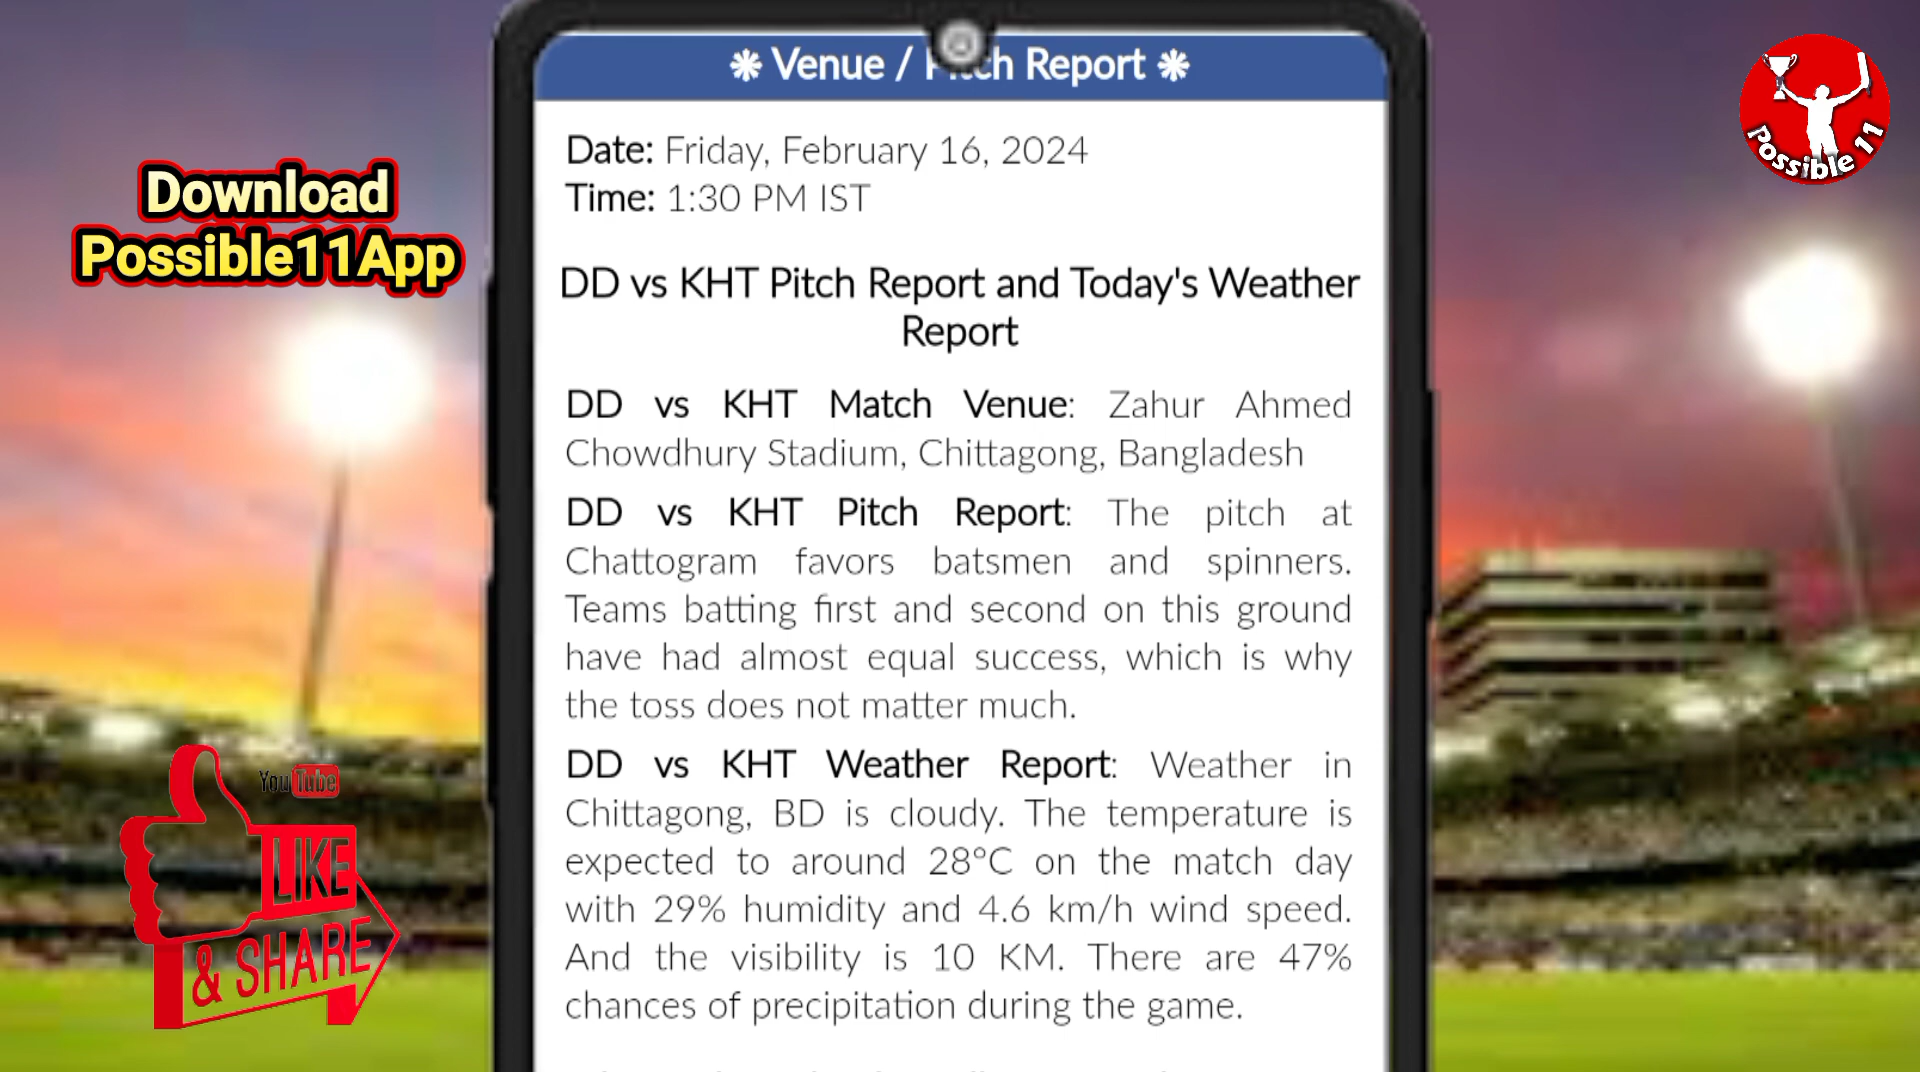 ❋ Venue / Pitch Report ❋
Date: Friday, February 16, 2024
Time: 1:30 PM IST
DD vs KHT Pitch Report and Today's Weather
Report
DD vs KHT Match Venue: Zahur Ahmed
Chowdhury Stadium, Chittagong, Bangladesh
DD vs KHT Pitch Report: The pitch at
Chattogram favors batsmen and spinners.
Teams batting first and second on this ground
have had almost equal success, which is why
the toss does not matter much.
DD vs KHT Weather Report: Weather in
Chittagong, BD is cloudy. The temperature is
expected to around 28°C on the match day
with 29% humidity and 4.6 km/h wind speed.
And the visibility is 10 KM. There are 47%
chances of precipitation during the game.
Download
Possible11App
YouTube
LIKE
& SHARE
Possible 11